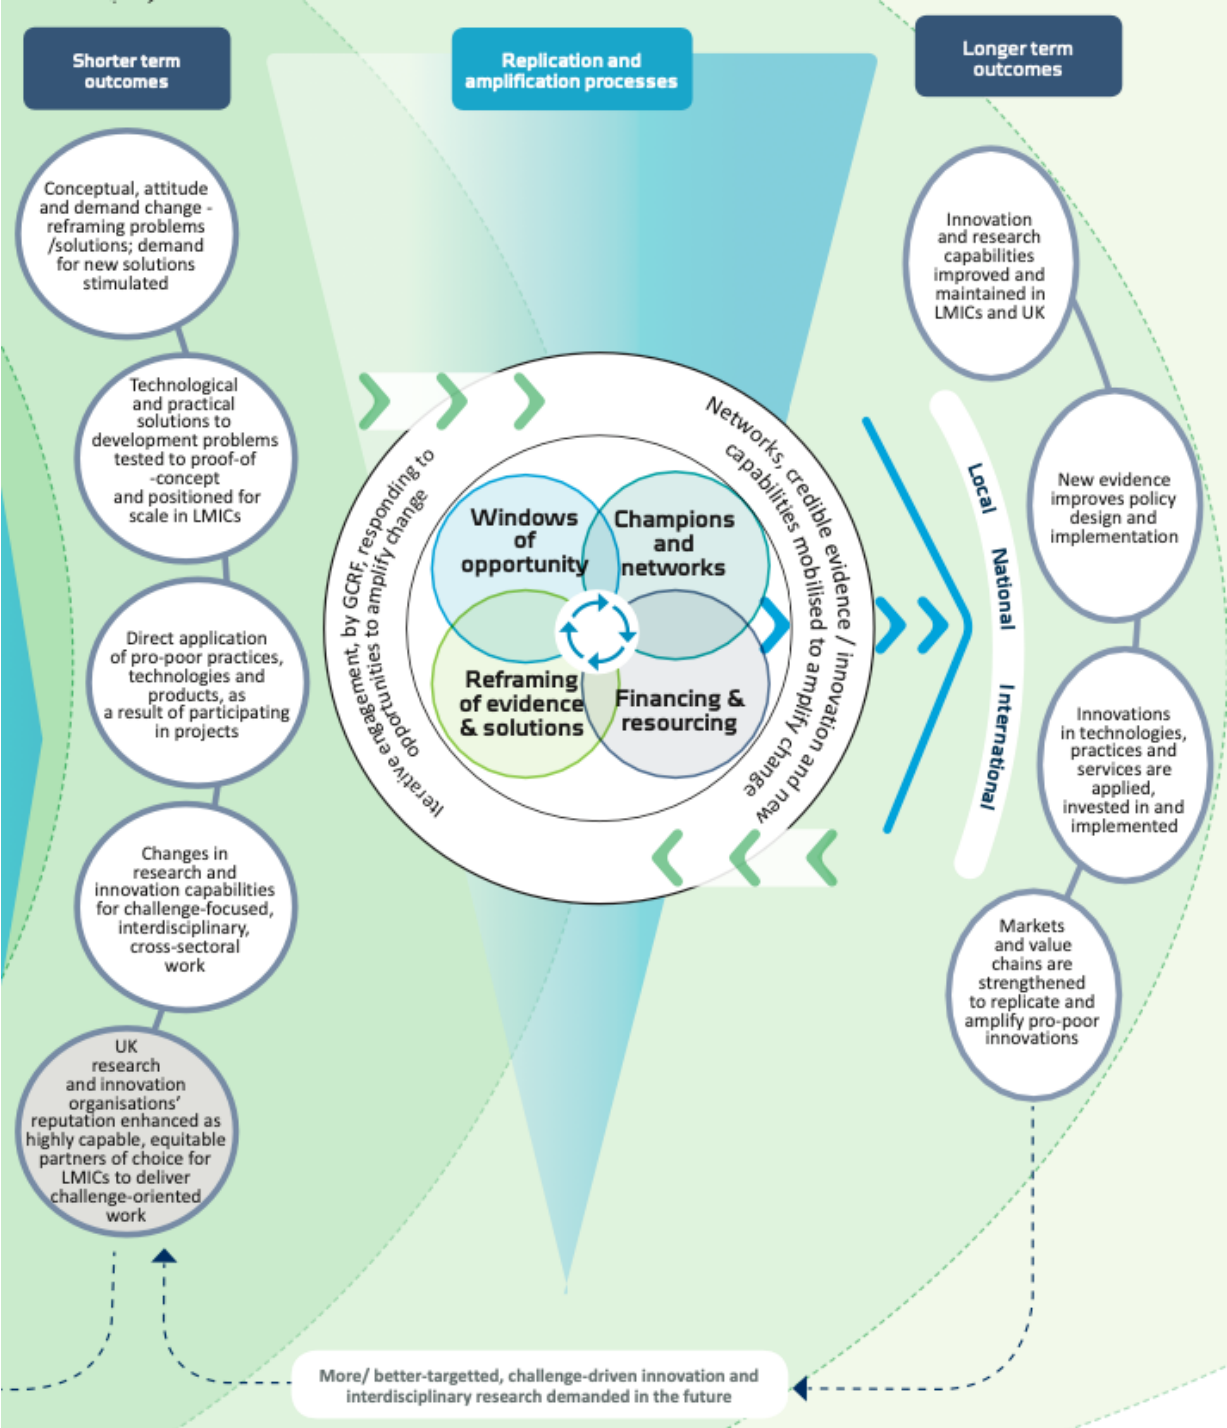 Shorter term
outcomes
Replication and
amplification processes
Longer term
outcomes
Conceptual, attitude
and demand change -
reframing problems
/solutions; demand
for new solutions
stimulated
Technological
and practical
solutions to
development problems
tested to proof-of
-concept
and positioned for
scale in LMICs
Direct application
of pro-poor practices,
technologies and
products, as
a result of participating
in projects
Changes in
research and
innovation capabilities
for challenge-focused,
interdisciplinary,
cross-sectoral
work
UK
research
and innovation
organisations’
reputation enhanced as
highly capable, equitable
partners of choice for
LMICs to deliver
challenge-oriented
work
Iterative engagement, by GCRF, responding to
opportunities to amplify change
Windows
of
opportunity
Champions
and
networks
Reframing
of evidence
& solutions
Financing &
resourcing
Networks, credible evidence / innovation and new
capabilities mobilised to amplify change
Local National International
Innovation
and research
capabilities
improved and
maintained in
LMICs and UK
New evidence
improves policy
design and
implementation
Innovations
in technologies,
practices and
services are
applied,
invested in and
implemented
Markets
and value
chains are
strengthened
to replicate and
amplify pro-poor
innovations
More/ better-targetted, challenge-driven innovation and
interdisciplinary research demanded in the future